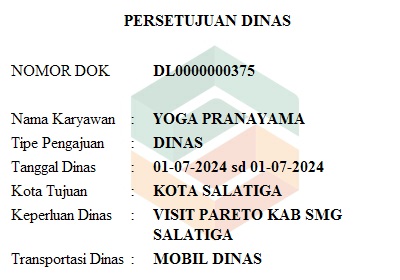 PERSETUJUAN DINAS
NOMOR DOK DL0000000375
Nama Karyawan : YOGA PRANAYAMA
Tipe Pengajuan : DINAS
Tanggal Dinas : 01-07-2024 sd 01-07-2024
Kota Tujuan : KOTA SALATIGA
Keperluan Dinas : VISIT PARETO KAB SMG
SALATIGA
Transportasi Dinas : MOBIL DINAS